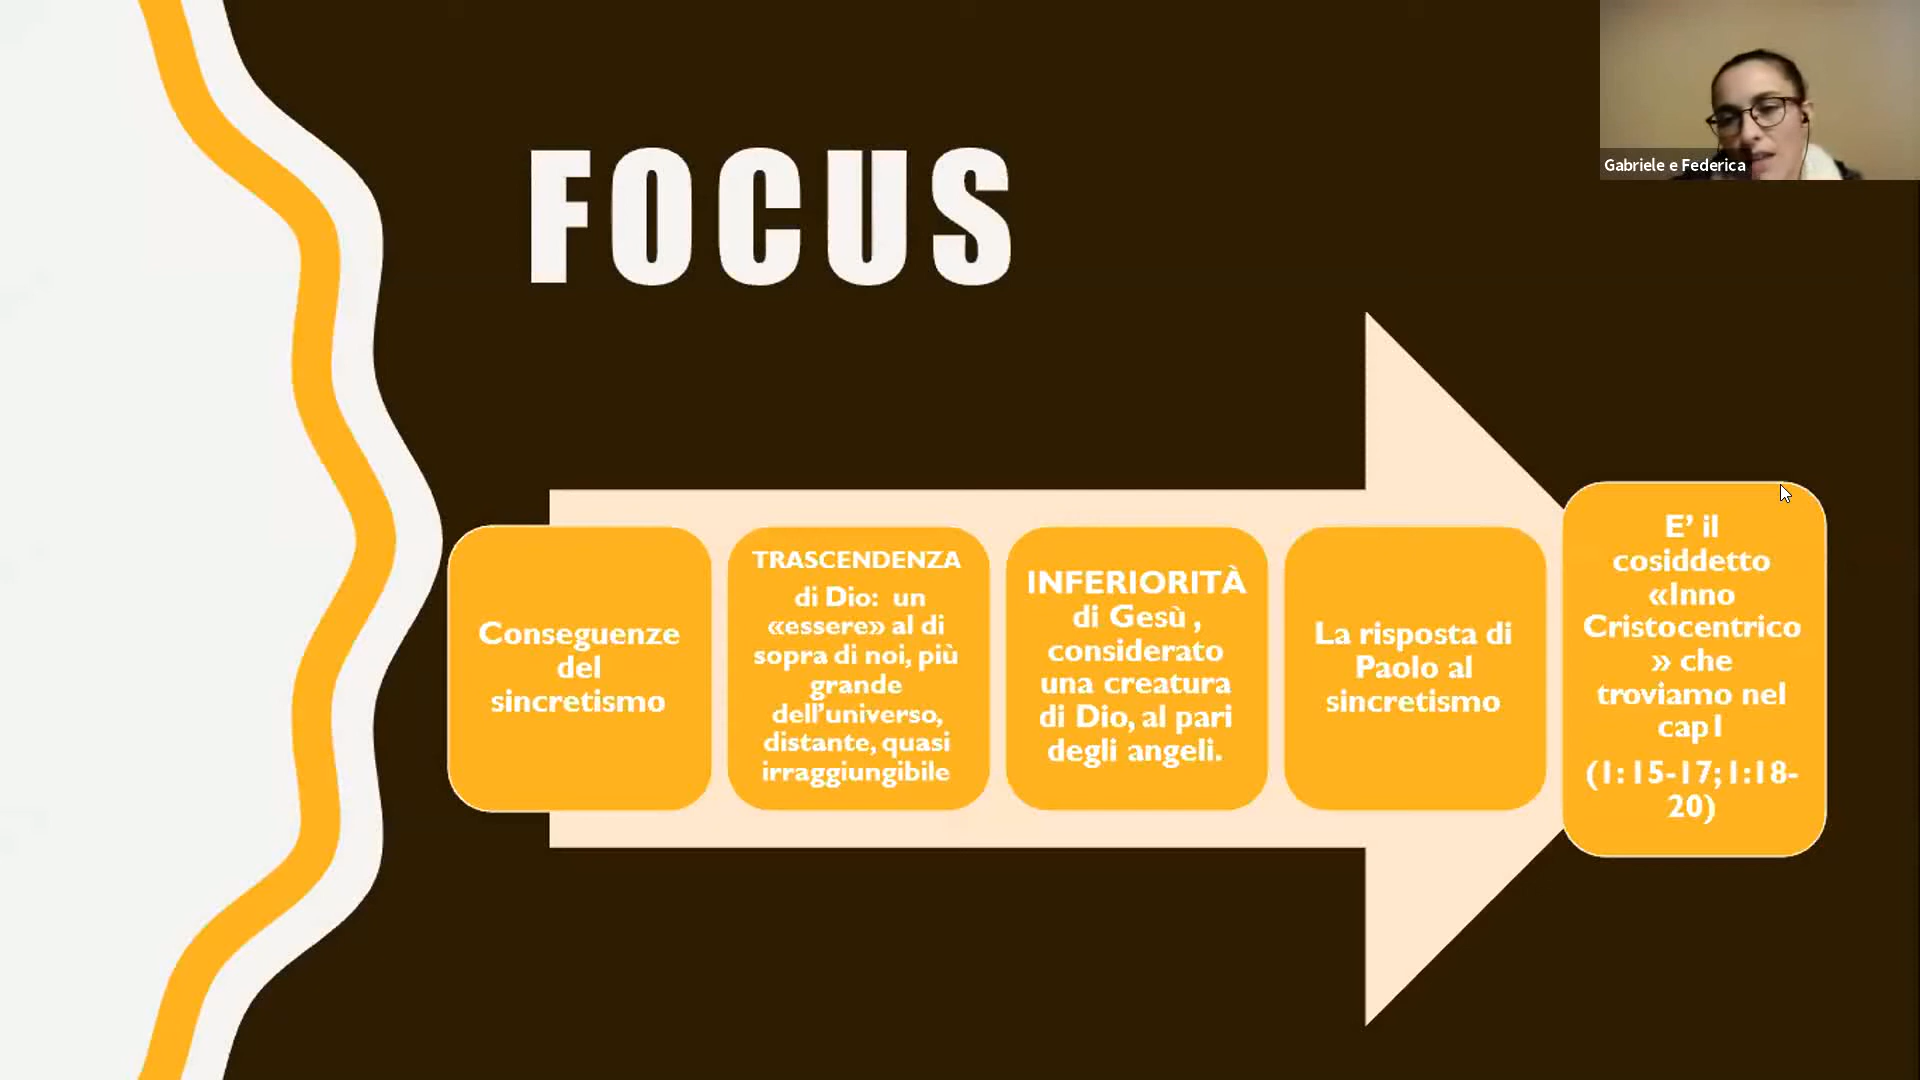 Gabriele e Federica
FOCUS
Conseguenze
del
sincretismo
TRASCENDENZA
di Dio: un
«essere» al di
sopra di noi, più
grande
dell’universo,
distante, quasi
irraggiungibile
INFERIORITÀ
di Gesù ,
considerato
una creatura
di Dio, al pari
degli angeli.
La risposta di
Paolo al
sincretismo
E’ il
cosiddetto
«Inno
Cristocentrico
» che
troviamo nel
cap1
(1:15-17; 1:18-
20)